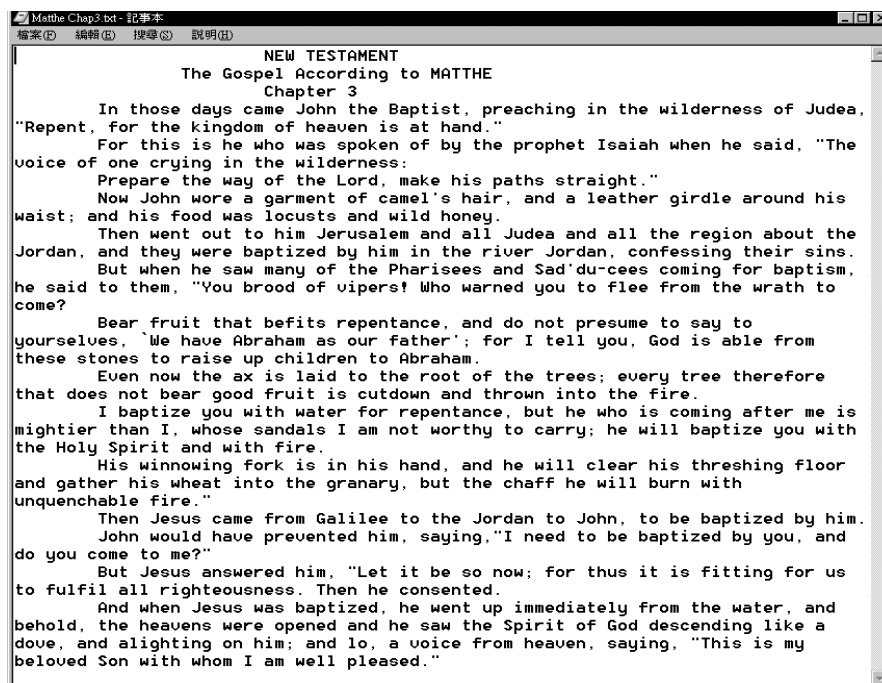 Matthe Chap3.txt - 記事本
檔案(F) 編輯(E) 搜尋(S) 說明(H)
NEW TESTAMENT
The Gospel According to MATTHE
Chapter 3
In those days came John the Baptist, preaching in the wilderness of Judea,
"Repent, for the kingdom of heaven is at hand."
For this is he who was spoken of by the prophet Isaiah when he said, "The
voice of one crying in the wilderness:
Prepare the way of the Lord, make his paths straight."
Now John wore a garment of camel's hair, and a leather girdle around his
waist; and his food was locusts and wild honey.
Then went out to him Jerusalem and all Judea and all the region about the
Jordan, and they were baptized by him in the river Jordan, confessing their sins.
But when he saw many of the Pharisees and Sad'du-cees coming for baptism,
he said to them, "You brood of vipers! Who warned you to flee from the wrath to
come?
Bear fruit that befits repentance, and do not presume to say to
yourselves, `We have Abraham as our father'; for I tell you, God is able from
these stones to raise up children to Abraham.
Even now the ax is laid to the root of the trees; every tree therefore
that does not bear good fruit is cutdown and thrown into the fire.
I baptize you with water for repentance, but he who is coming after me is
mightier than I, whose sandals I am not worthy to carry; he will baptize you with
the Holy Spirit and with fire.
His winnowing fork is in his hand, and he will clear his threshing floor
and gather his wheat into the granary, but the chaff he will burn with
unquenchable fire."
Then Jesus came from Galilee to the Jordan to John, to be baptized by him.
John would have prevented him, saying,"I need to be baptized by you, and
do you come to me?"
But Jesus answered him, "Let it be so now; for thus it is fitting for us
to fulfil all righteousness. Then he consented.
And when Jesus was baptized, he went up immediately from the water, and
behold, the heavens were opened and he saw the Spirit of God descending like a
dove, and alighting on him; and lo, a voice from heaven, saying, "This is my
beloved Son with whom I am well pleased."